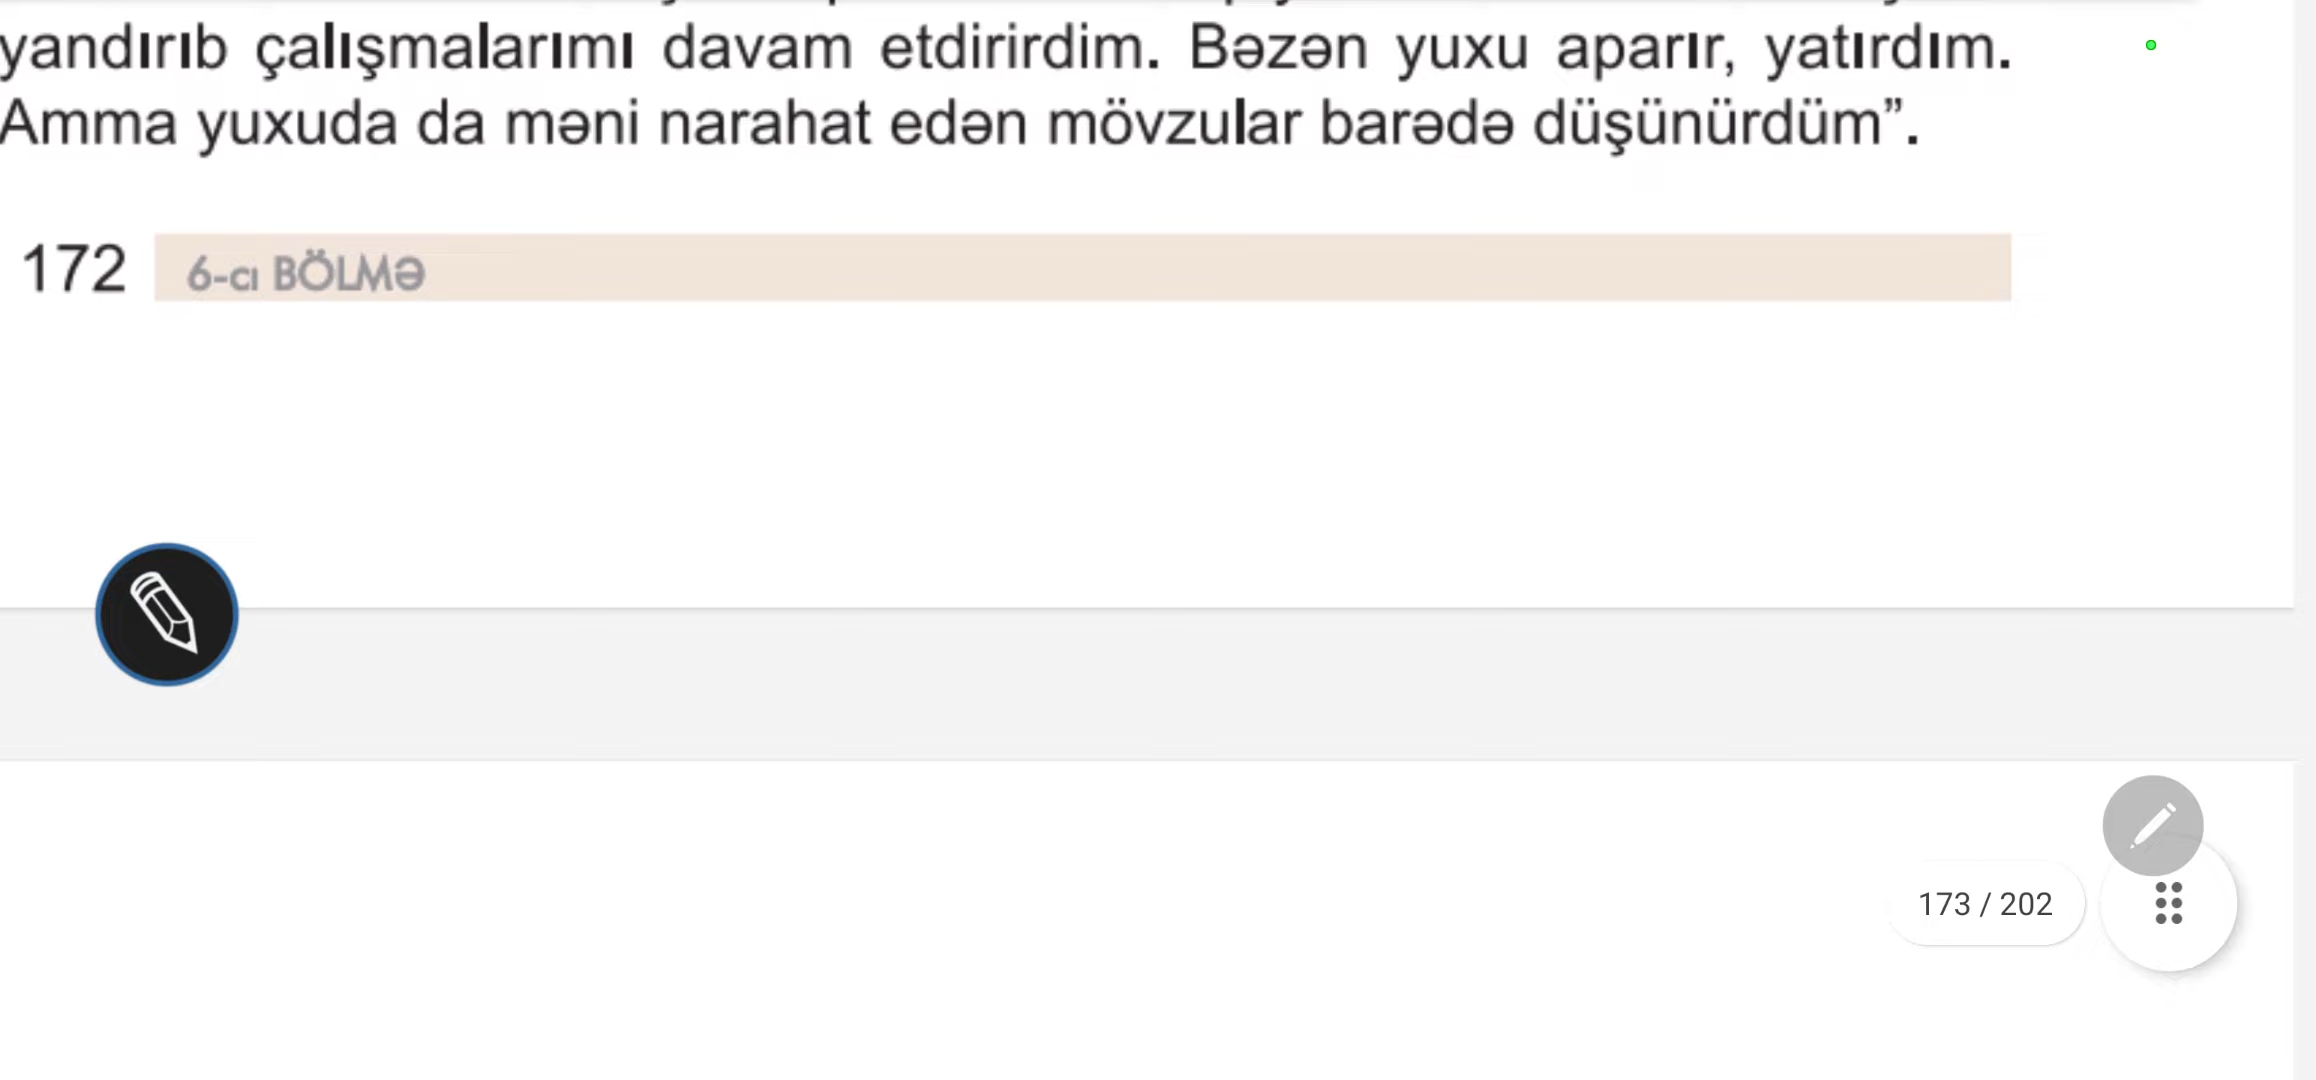 yandırıb çalışmalarımı davam etdirirdim. Bəzən yuxu aparır, yatırdım.
Amma yuxuda da məni narahat edən mövzular barədə düşünürdüm”.
172 6-cı BÖLMƏ
173 / 202